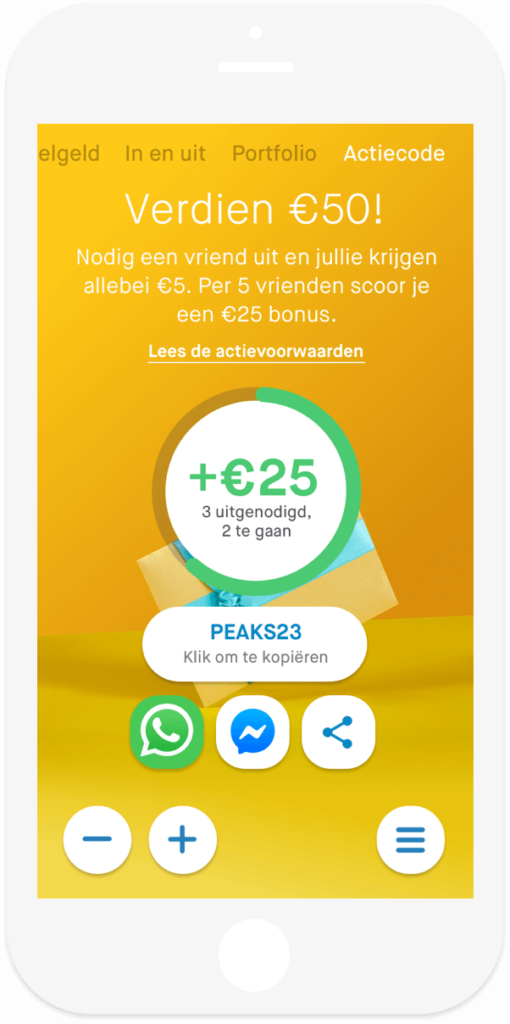 elgeld In en uit Portfolio Actiecode
Verdien €50!
Nodig een vriend uit en jullie krijgen
allebei €5. Per 5 vrienden scoor je
een €25 bonus.
Lees de actievoorwaarden
+€25
3 uitgenodigd,
2 te gaan
PEAKS23
Klik om te kopiëren